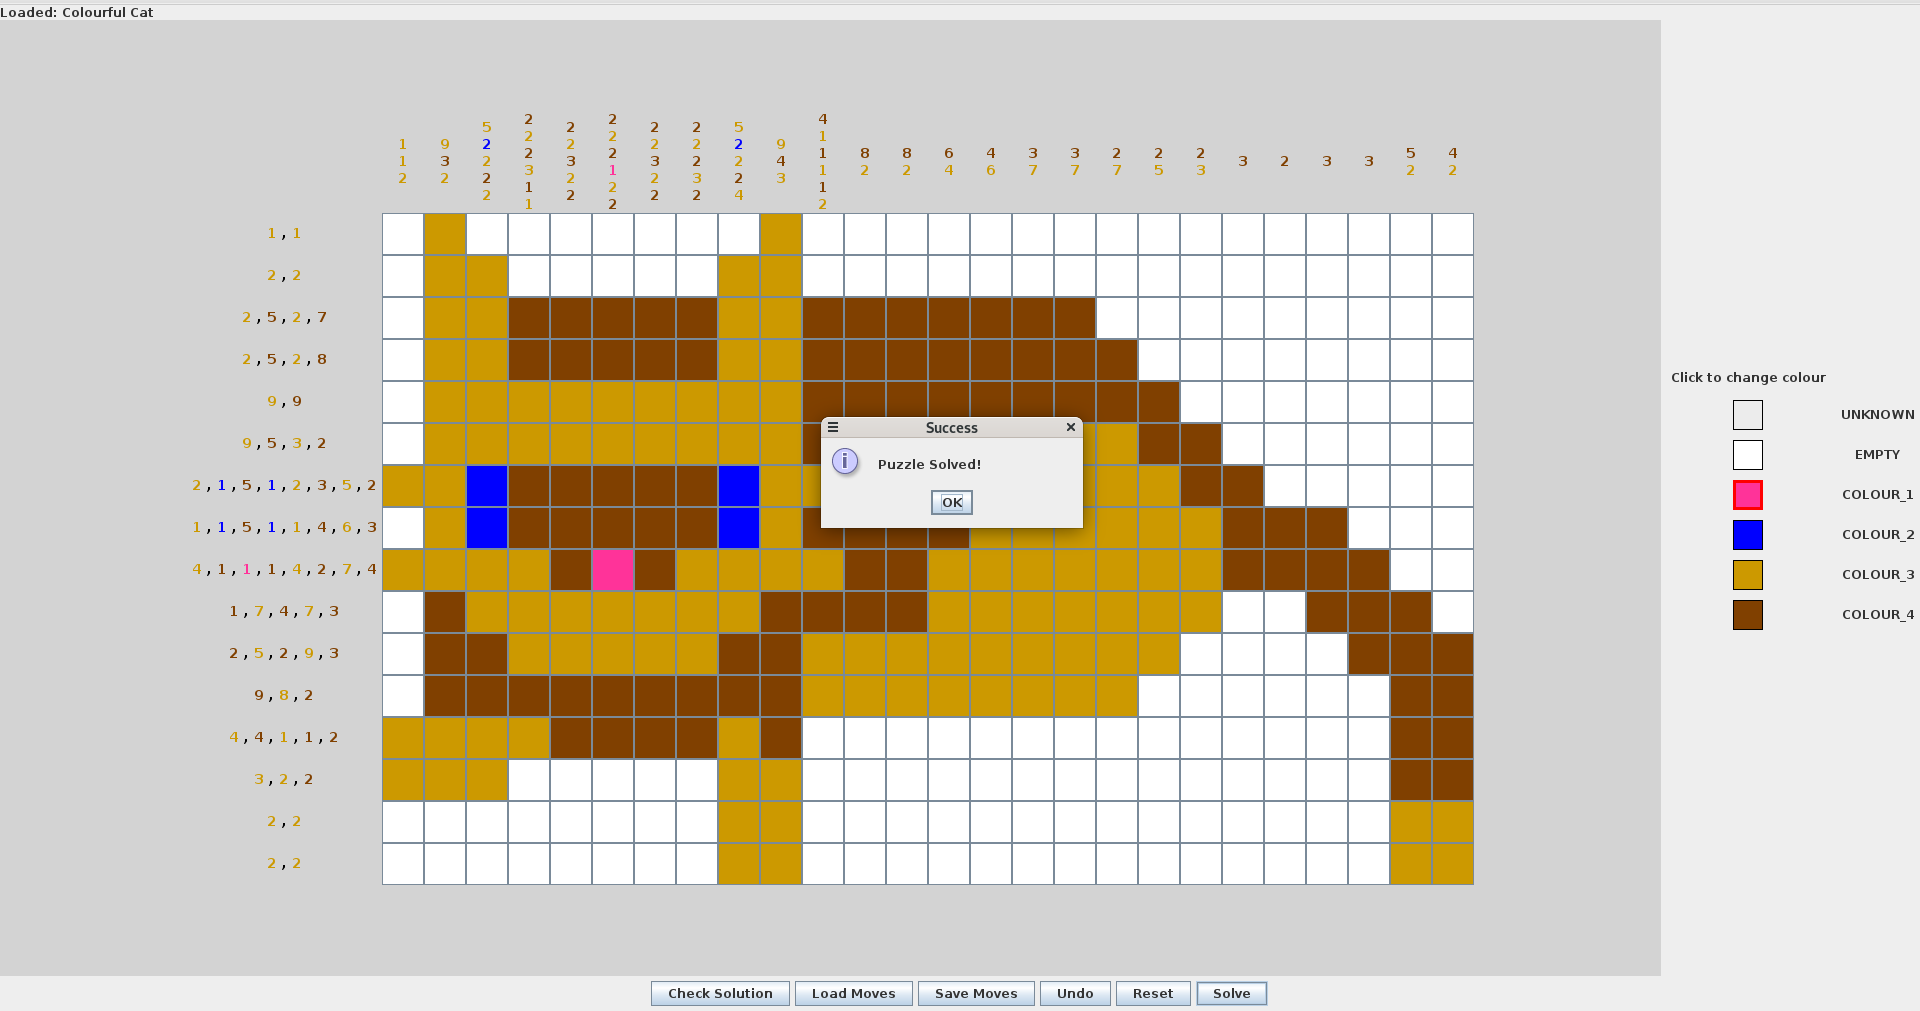 Loaded: Colourful Cat
2 2 2 4
5 2 2 2 2 2 2 5 1
1 9 2 2 2 2 2 2 2 9 1 8 8 6 4 3 3 2 2 2 3 2 3 3 5 4
1 3 2 3 3 1 3 2 2 4 1 2 2 4 6 7 7 7 5 3 2 2
2 2 2 1 2 2 2 3 2 3 1
2 1 2 2 2 2 4 1
1 2 2
1 , 1
2 , 2
2 , 5 , 2 , 7
2 , 5 , 2 , 8
9 , 9
9 , 5 , 3 , 2
2 , 1 , 5 , 1 , 2 , 3 , 5 , 2
1 , 1 , 5 , 1 , 1 , 4 , 6 , 3
4 , 1 , 1 , 1 , 4 , 2 , 7 , 4
1 , 7 , 4 , 7 , 3
2 , 5 , 2 , 9 , 3
9 , 8 , 2
4 , 4 , 1 , 1 , 2
3 , 2 , 2
2 , 2
2 , 2
Success
Puzzle Solved!
OK
Click to change colour
UNKNOWN
EMPTY
COLOUR_1
COLOUR_2
COLOUR_3
COLOUR_4
Check Solution
Load Moves
Save Moves
Undo
Reset
Solve